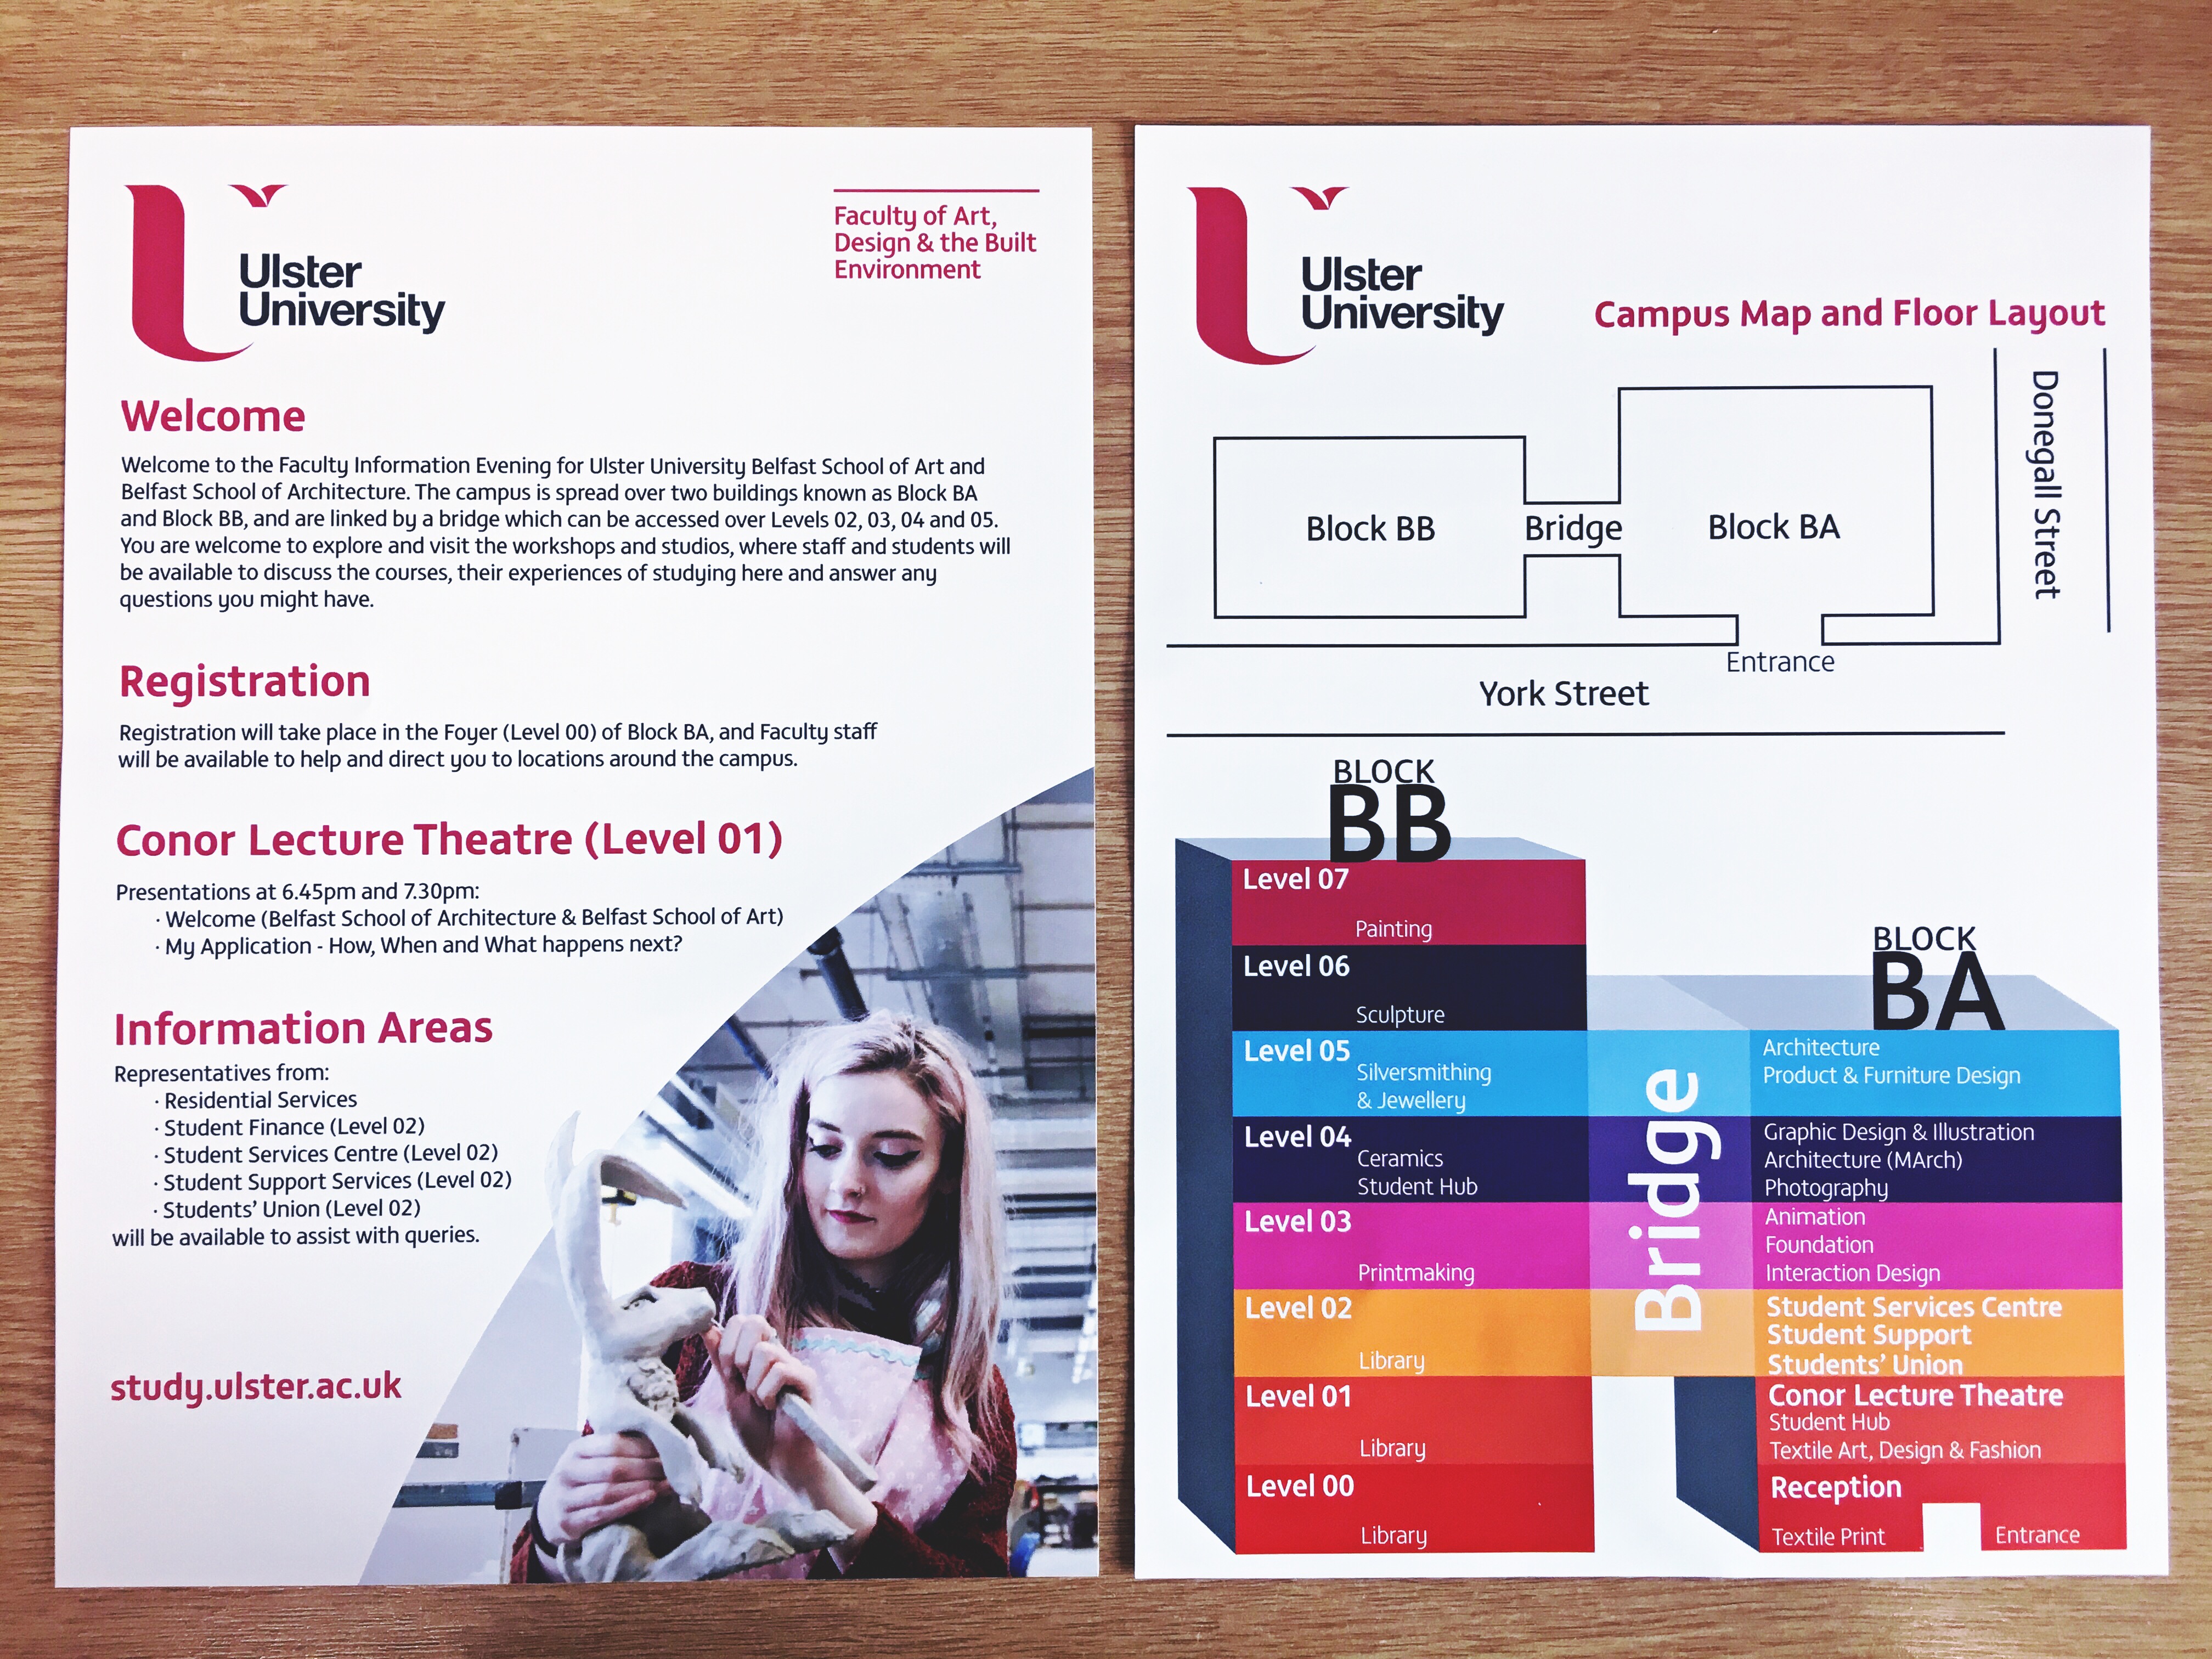 Ulster
University
Faculty of Art,
Design & the Built
Environment
Welcome
Welcome to the Faculty Information Evening for Ulster University Belfast School of Art and
Belfast School of Architecture. The campus is spread over two buildings known as Block BA
and Block BB, and are linked by a bridge which can be accessed over Levels 02, 03, 04 and 05.
You are welcome to explore and visit the workshops and studios, where staff and students will
be available to discuss the courses, their experiences of studying here and answer any
questions you might have.
Registration
Registration will take place in the Foyer (Level 00) of Block BA, and Faculty staff
will be available to help and direct you to locations around the campus.
Conor Lecture Theatre (Level 01)
Presentations at 6.45pm and 7.30pm:
· Welcome (Belfast School of Architecture & Belfast School of Art)
· My Application - How, When and What happens next?
Information Areas
Representatives from:
· Residential Services
· Student Finance (Level 02)
· Student Services Centre (Level 02)
· Student Support Services (Level 02)
· Students' Union (Level 02)
will be available to assist with queries.
study.ulster.ac.uk
Ulster
University
Campus Map and Floor Layout
Donegall Street
Block BB
Bridge
Block BA
Entrance
York Street
BLOCK
BB
Level 07
Painting
Level 06
Sculpture
Level 05
Silversmithing
& Jewellery
Level 04
Ceramics
Student Hub
Level 03
Printmaking
Level 02
Library
Level 01
Library
Level 00
Library
Bridge
BLOCK
BA
Architecture
Product & Furniture Design
Graphic Design & Illustration
Architecture (MArch)
Photography
Animation
Foundation
Interaction Design
Student Services Centre
Student Support
Students' Union
Conor Lecture Theatre
Student Hub
Textile Art, Design & Fashion
Reception
Textile Print
Entrance